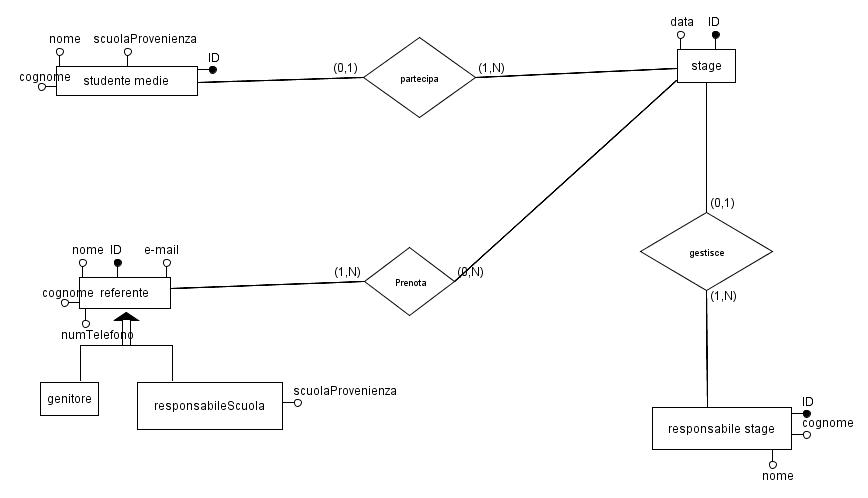 data ID
nome scuolaProvenienza
ID
cognome studente medie
(0,1) partecipa (1,N)
stage
(0,1)
nome ID e-mail
gestisce
(1,N) Prenota (0,N)
cognome referente
(1,N)
numTelefono
genitore
responsabileScuola
scuolaProvenienza
ID
cognome
responsabile stage
nome